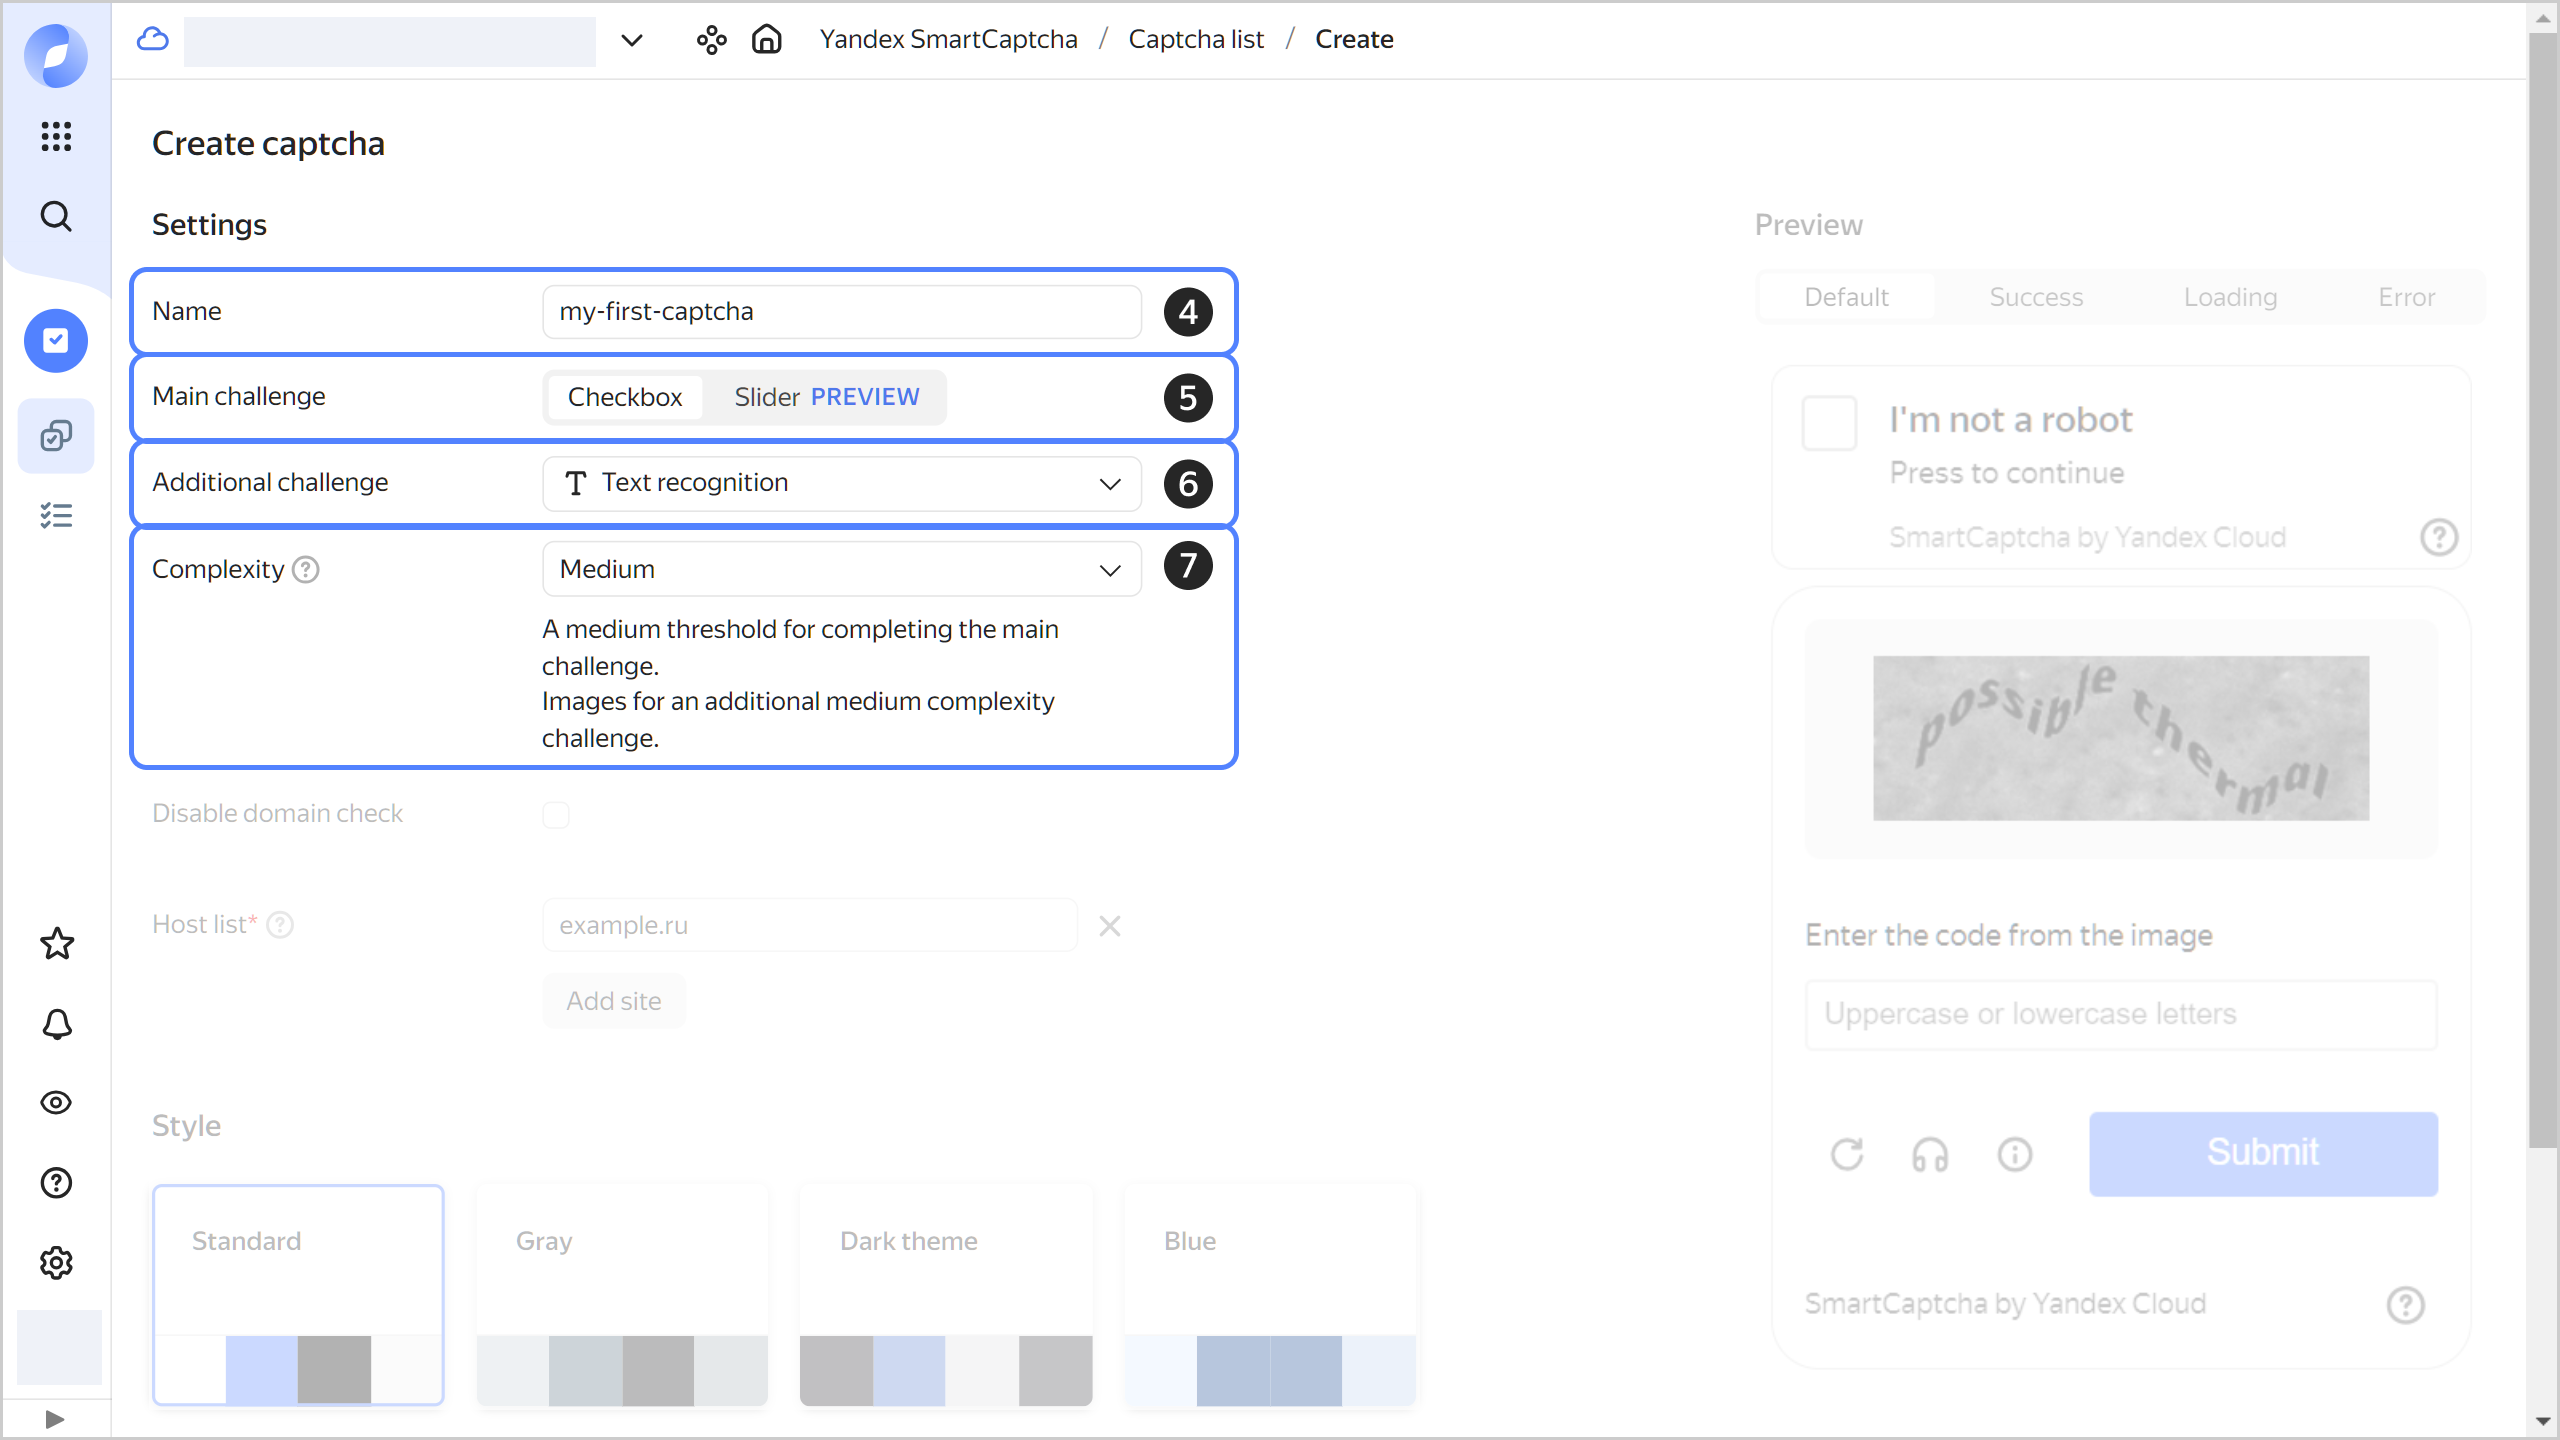 Yandex SmartCaptcha / Captcha list / Create
Create captcha
Settings
Name
my-first-captcha
4
Main challenge
Checkbox
Slider PREVIEW
5
Additional challenge
Text recognition
6
Complexity
Medium
7
A medium threshold for completing the main
challenge.
Images for an additional medium complexity
challenge.
Disable domain check
Host list*
example.ru
Add site
Style
Standard
Gray
Dark theme
Blue
Preview
Default
Success
Loading
Error
I'm not a robot
Press to continue
SmartCaptcha by Yandex Cloud
possible thermal
Enter the code from the image
Uppercase or lowercase letters
Submit
SmartCaptcha by Yandex Cloud